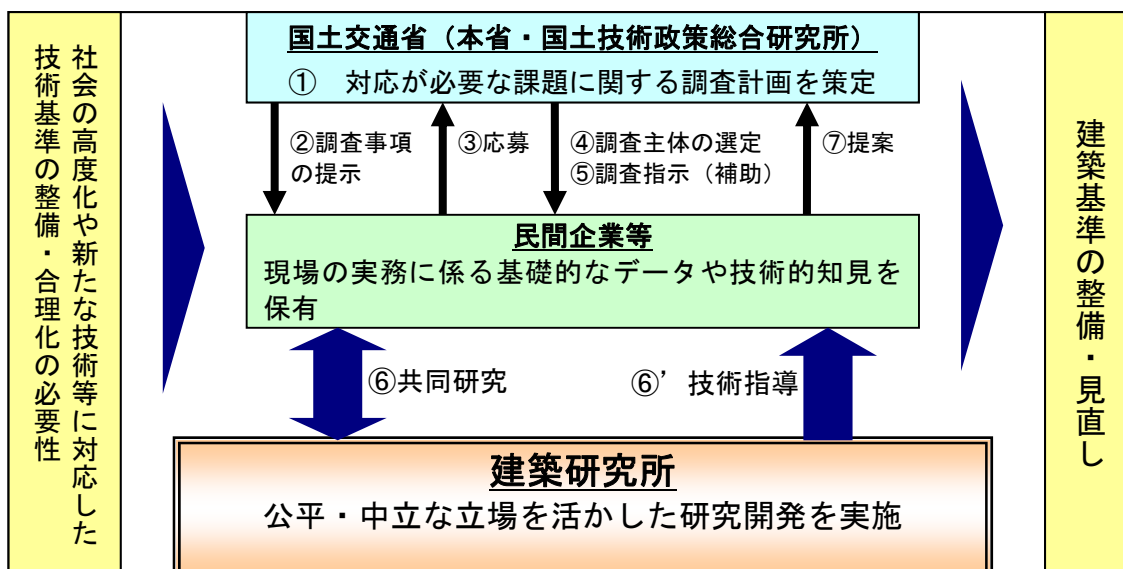 社会の高度化や新たな技術等に対応した
技術基準の整備・合理化の必要性
国土交通省（本省・国土技術政策総合研究所）
①　対応が必要な課題に関する調査計画を策定
②調査事項
の提示
③応募
④調査主体の選定
⑤調査指示（補助）
⑦提案
民間企業等
現場の実務に係る基礎的なデータや技術的知見を
保有
⑥共同研究
⑥’技術指導
建築研究所
公平・中立な立場を活かした研究開発を実施
建築基準の整備・見直し